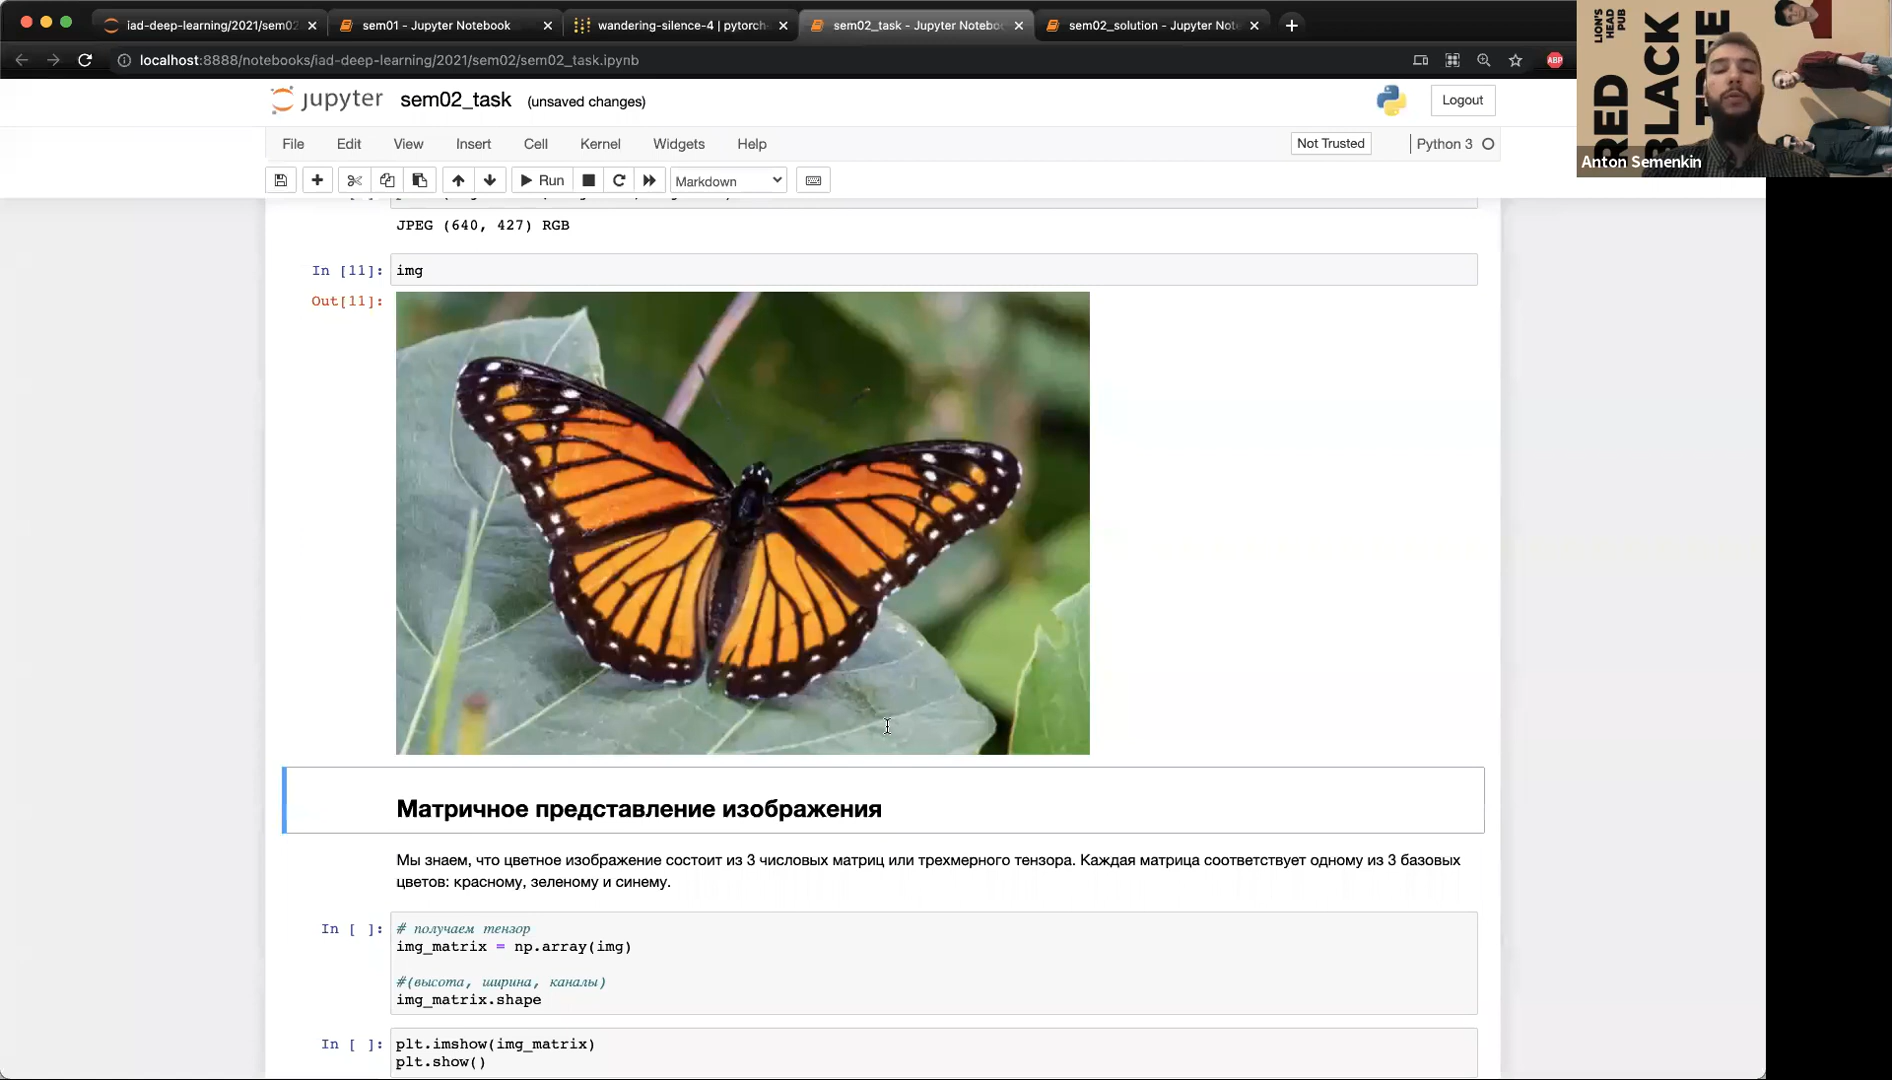 iad-deep-learning/2021/sem02
sem01 - Jupyter Notebook
wandering-silence-4 | pytorch-
sem02_task - Jupyter Notebo
sem02_solution - Jupyter Note
localhost:8888/notebooks/iad-deep-learning/2021/sem02/sem02_task.ipynb
ABP
LION'S HEAD PUB
RED
BLACK
Anton Semenkin
jupyter sem02_task (unsaved changes)
Logout
File Edit View Insert Cell Kernel Widgets Help
Not Trusted
Python 3
Run
Markdown
JPEG (640, 427) RGB
In [11]: img
Out[11]:
Матричное представление изображения
Мы знаем, что цветное изображение состоит из 3 числовых матриц или трехмерного тензора. Каждая матрица соответствует одному из 3 базовых
цветов: красному, зеленому и синему.
In [ ]: # получаем тензор
img_matrix = np.array(img)
#(высота, ширина, каналы)
img_matrix.shape
In [ ]: plt.imshow(img_matrix)
plt.show()